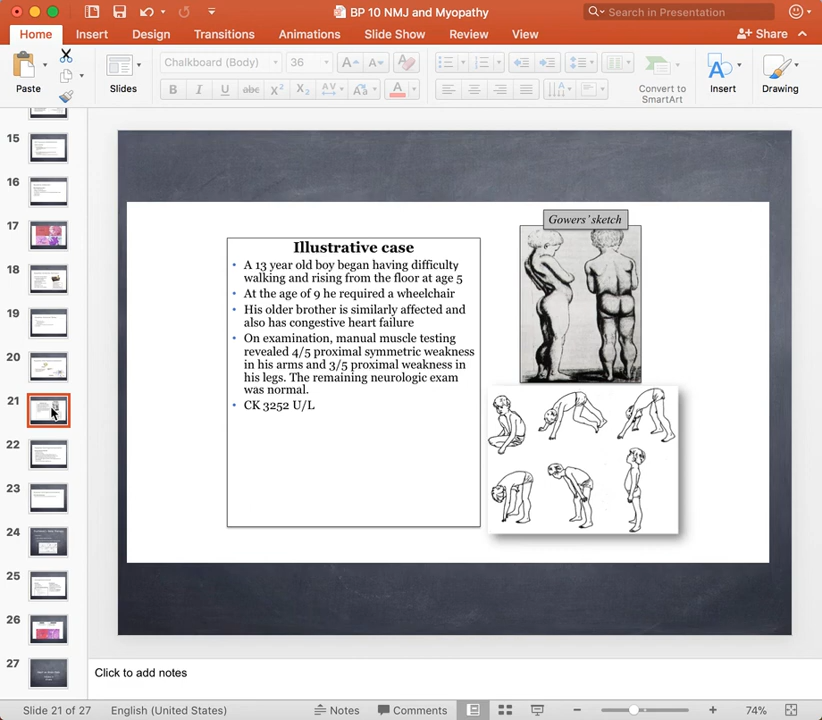 BP 10 NMJ and Myopathy
Search in Presentation
Home Insert Design Transitions Animations Slide Show Review View Share
Paste
Slides
Chalkboard (Body) 36
B I U abc X² X₂ AV Aa A
Convert to SmartArt
Insert
Drawing
15
16
17
18
19
20
21
22
23
24
25
26
27
Gowers' sketch
Illustrative case
• A 13 year old boy began having difficulty
walking and rising from the floor at age 5
• At the age of 9 he required a wheelchair
• His older brother is similarly affected and
also has congestive heart failure
• On examination, manual muscle testing
revealed 4/5 proximal symmetric weakness
in his arms and 3/5 proximal weakness in
his legs. The remaining neurologic exam
was normal.
• CK 3252 U/L
Click to add notes
Slide 21 of 27 English (United States) Notes Comments 74%